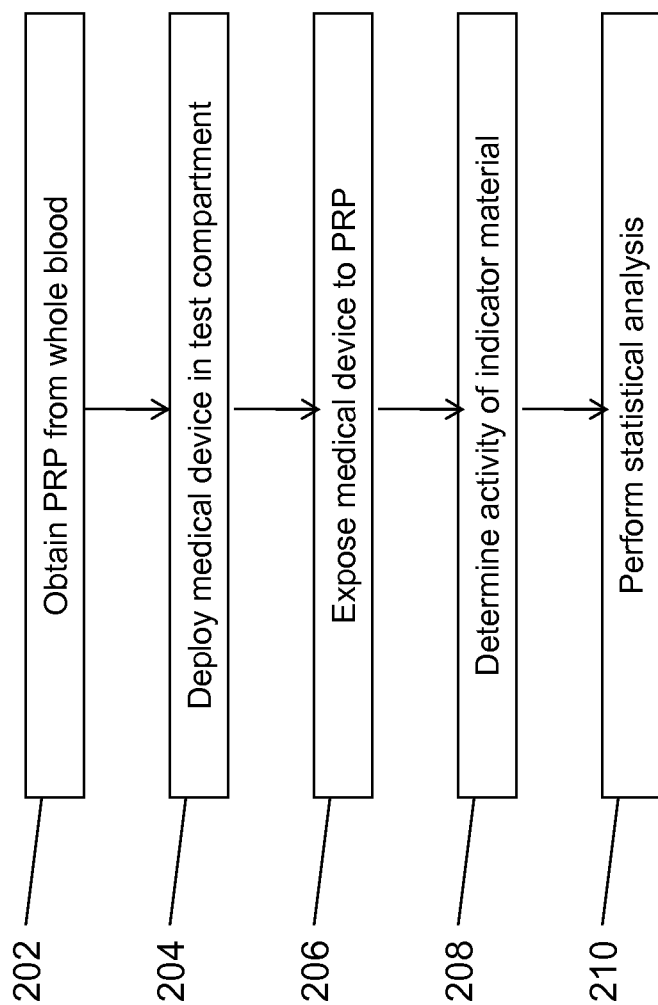 202
Obtain PRP from whole blood
204
Deploy medical device in test compartment
206
Expose medical device to PRP
208
Determine activity of indicator material
210
Perform statistical analysis